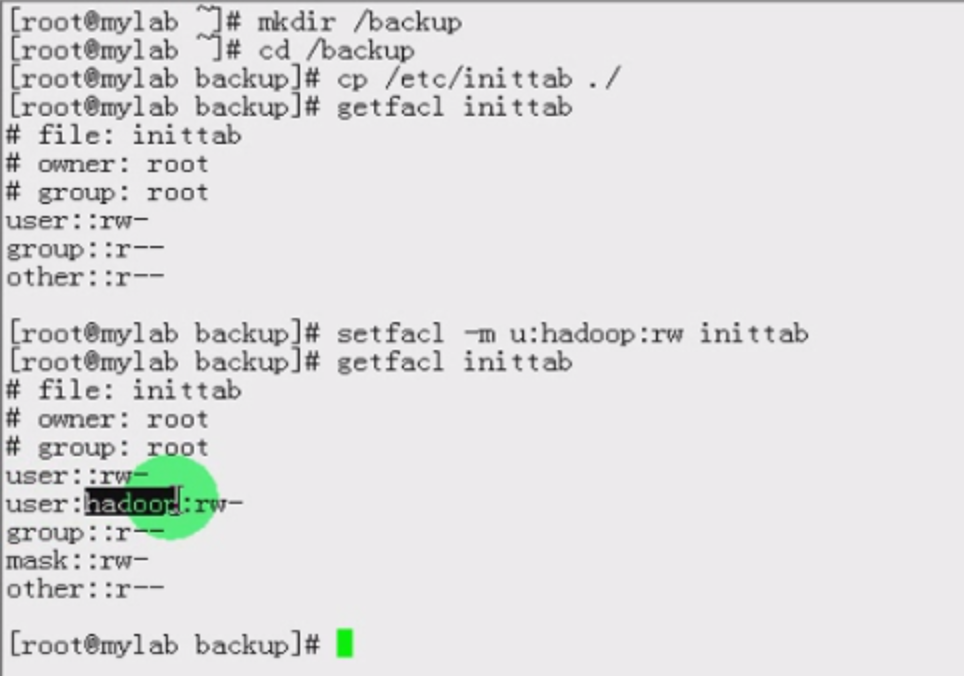 [root@mylab ~]# mkdir /backup
[root@mylab ~]# cd /backup
[root@mylab backup]# cp /etc/inittab ./
[root@mylab backup]# getfacl inittab
# file: inittab
# owner: root
# group: root
user::rw-
group::r--
other::r--
[root@mylab backup]# setfacl -m u:hadoop:rw inittab
[root@mylab backup]# getfacl inittab
# file: inittab
# owner: root
# group: root
user::rw-
user:hadoop:rw-
group::r--
mask::rw-
other::r--
[root@mylab backup]#